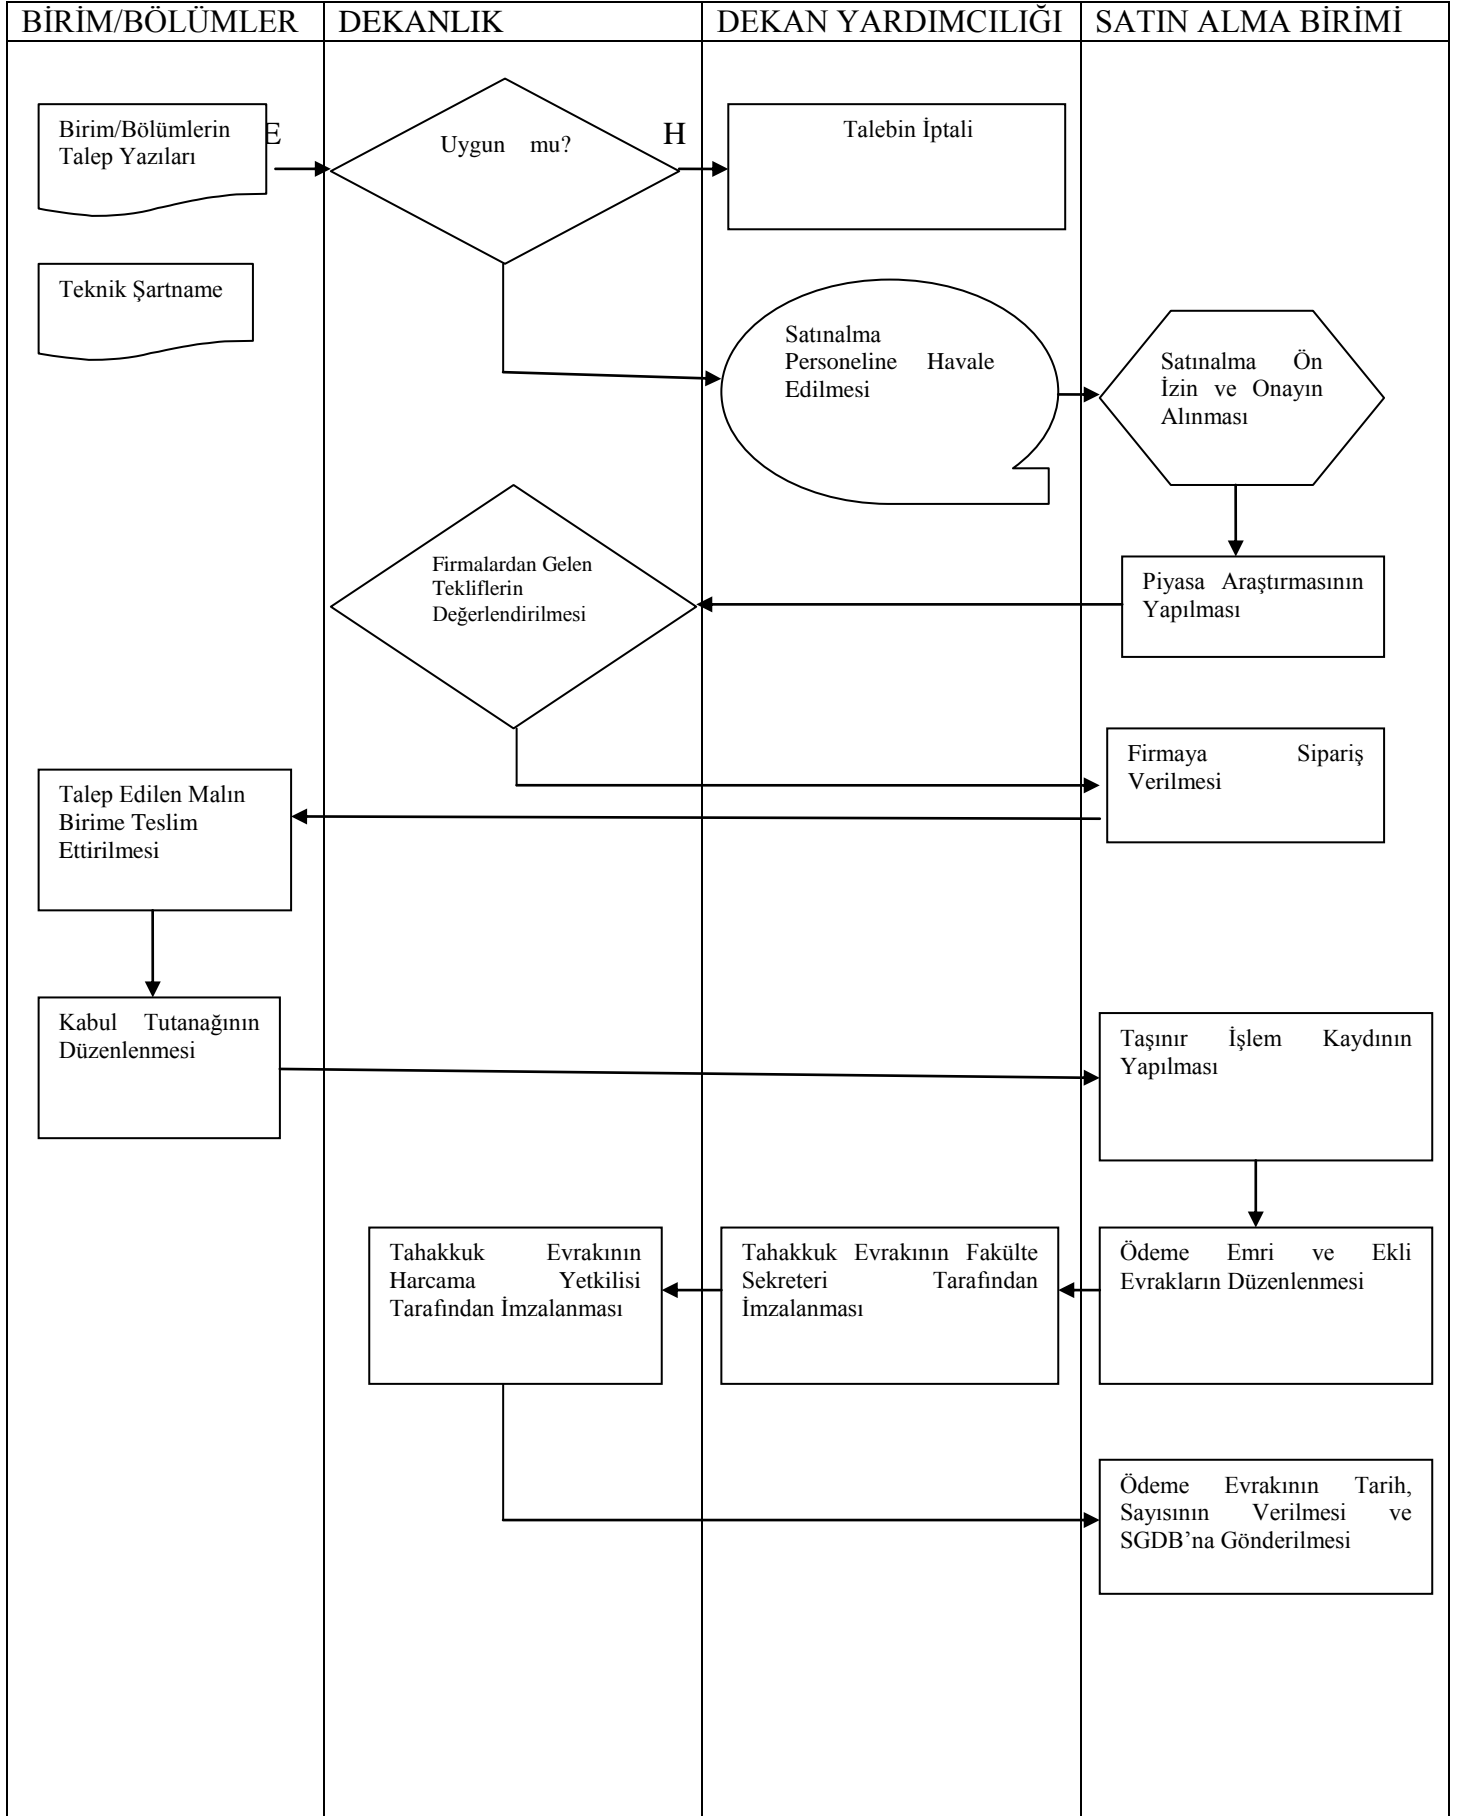 BİRİM/BÖLÜMLER
DEKANLIK
DEKAN YARDIMCILIĞI
SATIN ALMA BİRİMİ
Birim/Bölümlerin
Talep Yazıları
E
Uygun mu?
H
Talebin İptali
Teknik Şartname
Satınalma
Personeline Havale
Edilmesi
Satınalma Ön
İzin ve Onayın
Alınması
Firmalardan Gelen
Tekliflerin
Değerlendirilmesi
Piyasa Araştırmasının
Yapılması
Firmaya Sipariş
Verilmesi
Talep Edilen Malın
Birime Teslim
Ettirilmesi
Kabul Tutanağının
Düzenlenmesi
Taşınır İşlem Kaydının
Yapılması
Tahakkuk Evrakının
Harcama Yetkilisi
Tarafından İmzalanması
Tahakkuk Evrakının Fakülte
Sekreteri Tarafından
İmzalanması
Ödeme Emri ve Ekli
Evrakların Düzenlenmesi
Ödeme Evrakının Tarih,
Sayısının Verilmesi ve
SGDB’na Gönderilmesi